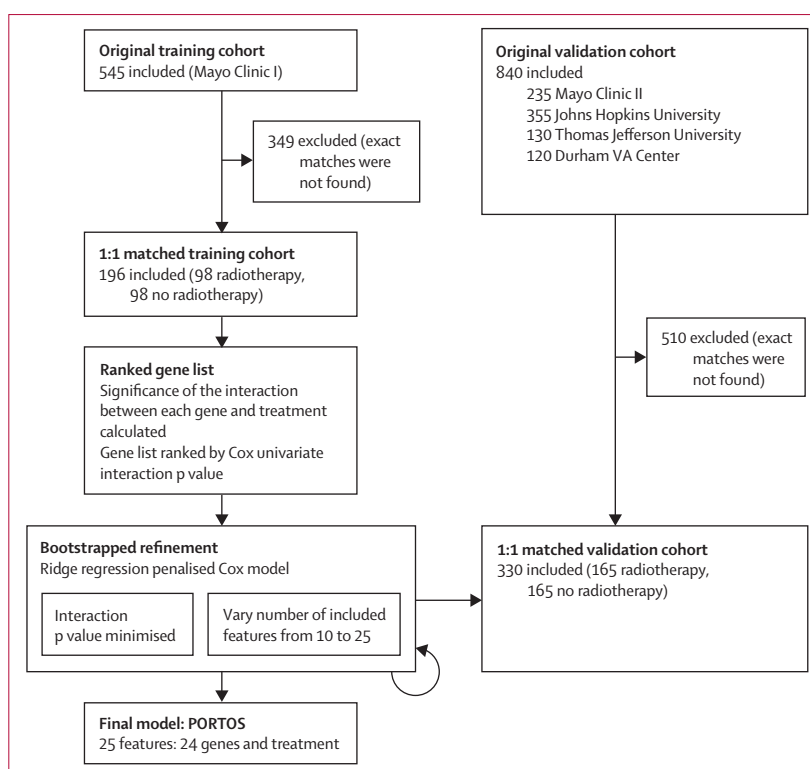 Original training cohort
545 included (Mayo Clinic I)
349 excluded (exact
matches were
not found)
1:1 matched training cohort
196 included (98 radiotherapy,
98 no radiotherapy)
Ranked gene list
Significance of the interaction
between each gene and treatment
calculated
Gene list ranked by Cox univariate
interaction p value
Bootstrapped refinement
Ridge regression penalised Cox model
Interaction
p value minimised
Vary number of included
features from 10 to 25
Final model: PORTOS
25 features: 24 genes and treatment
Original validation cohort
840 included
235 Mayo Clinic II
355 Johns Hopkins University
130 Thomas Jefferson University
120 Durham VA Center
510 excluded (exact
matches were
not found)
1:1 matched validation cohort
330 included (165 radiotherapy,
165 no radiotherapy)